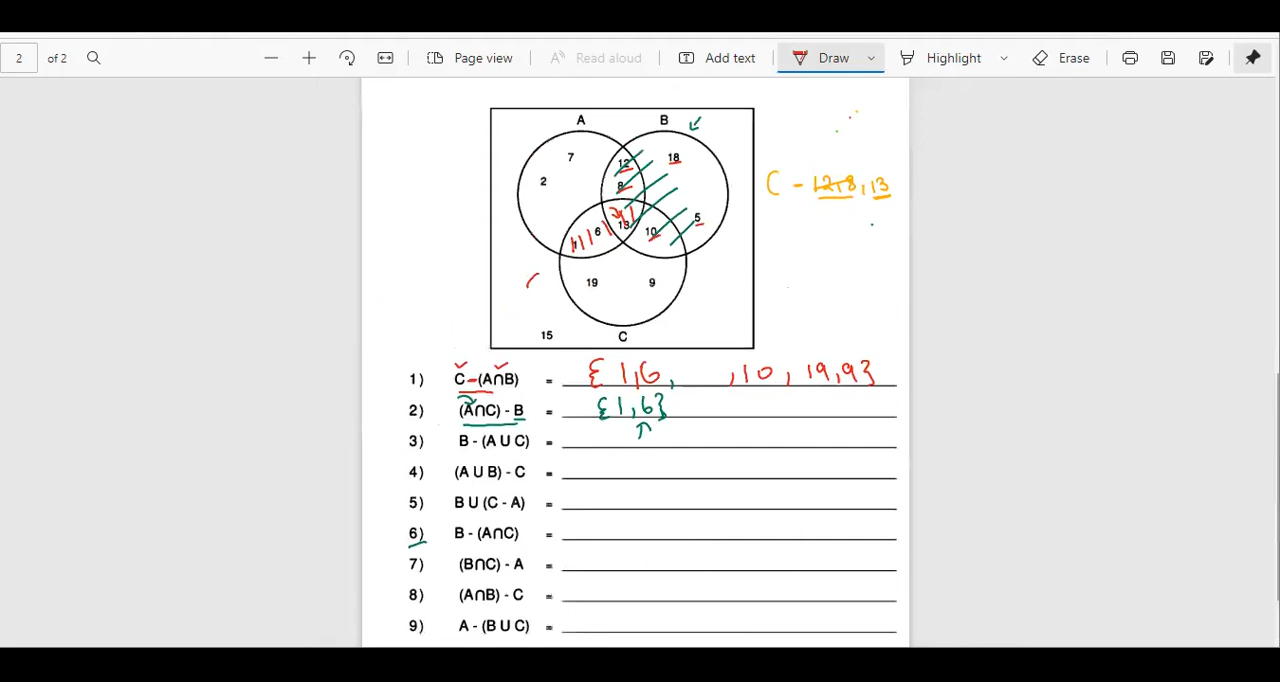 2 of 2 Page view Read aloud Add text Draw Highlight Erase
A B
7 12 18
2 8
C - 12,8, 13
5
1 6 13 10
19 9
15 C
1) C - (A∩B) = {1,6, ,10, 19,9}
2) (A∩C) - B = {1,6}
3) B - (A U C) =
4) (A U B) - C =
5) B U (C - A) =
6) B - (A∩C) =
7) (B∩C) - A =
8) (A∩B) - C =
9) A - (B U C) =